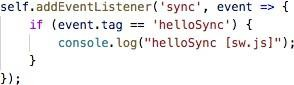 self.addEventListener('sync', event => {
    if (event.tag == 'helloSync') {
        console.log("helloSync [sw.js]");
    }
});